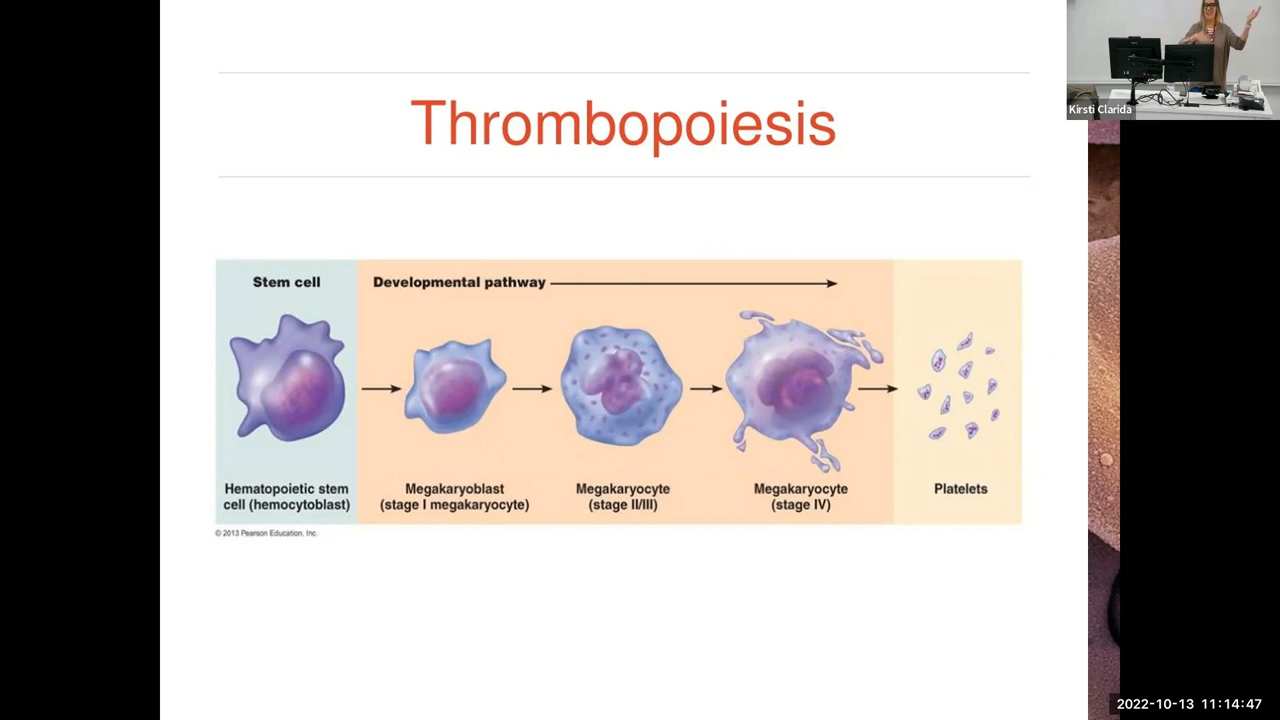 Thrombopoiesis
Kirsti Clarida
Stem cell
Developmental pathway
Hematopoietic stem
cell (hemocytoblast)
Megakaryoblast
(stage I megakaryocyte)
Megakaryocyte
(stage II/III)
Megakaryocyte
(stage IV)
Platelets
© 2013 Pearson Education, Inc.
2022-10-13 11:14:47